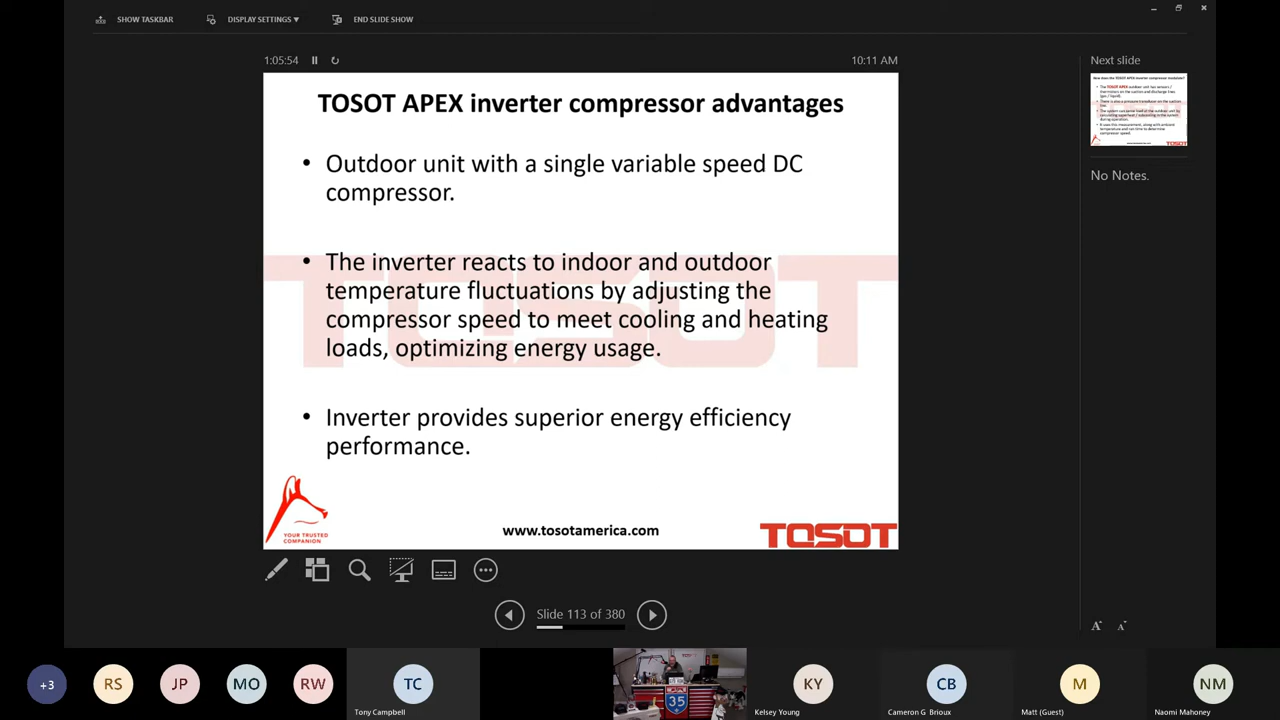 SHOW TASKBAR
DISPLAY SETTINGS ▾
END SLIDE SHOW
1:05:54
10:11 AM
Next slide
TOSOT APEX inverter compressor advantages
• Outdoor unit with a single variable speed DC
compressor.
• The inverter reacts to indoor and outdoor
temperature fluctuations by adjusting the
compressor speed to meet cooling and heating
loads, optimizing energy usage.
• Inverter provides superior energy efficiency
performance.
TOSOT
YOUR TRUSTED
COMPANION
www.tosotamerica.com
TOSOT
No Notes.
Slide 113 of 380
A A
+3
RS
JP
MO
RW
TC
Tony Campbell
35
KY
Kelsey Young
CB
Cameron G Brioux
M
Matt (Guest)
NM
Naomi Mahoney